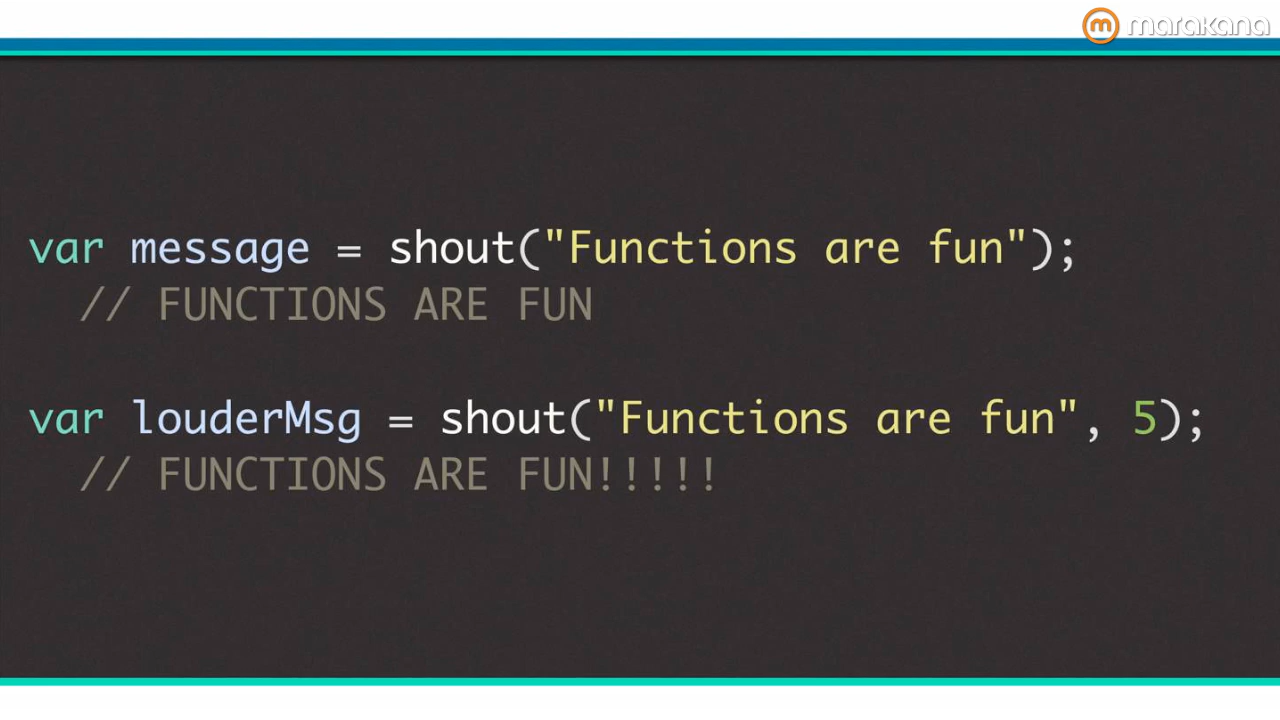 m marakana
var message = shout("Functions are fun");
// FUNCTIONS ARE FUN
var louderMsg = shout("Functions are fun", 5);
// FUNCTIONS ARE FUN!!!!!